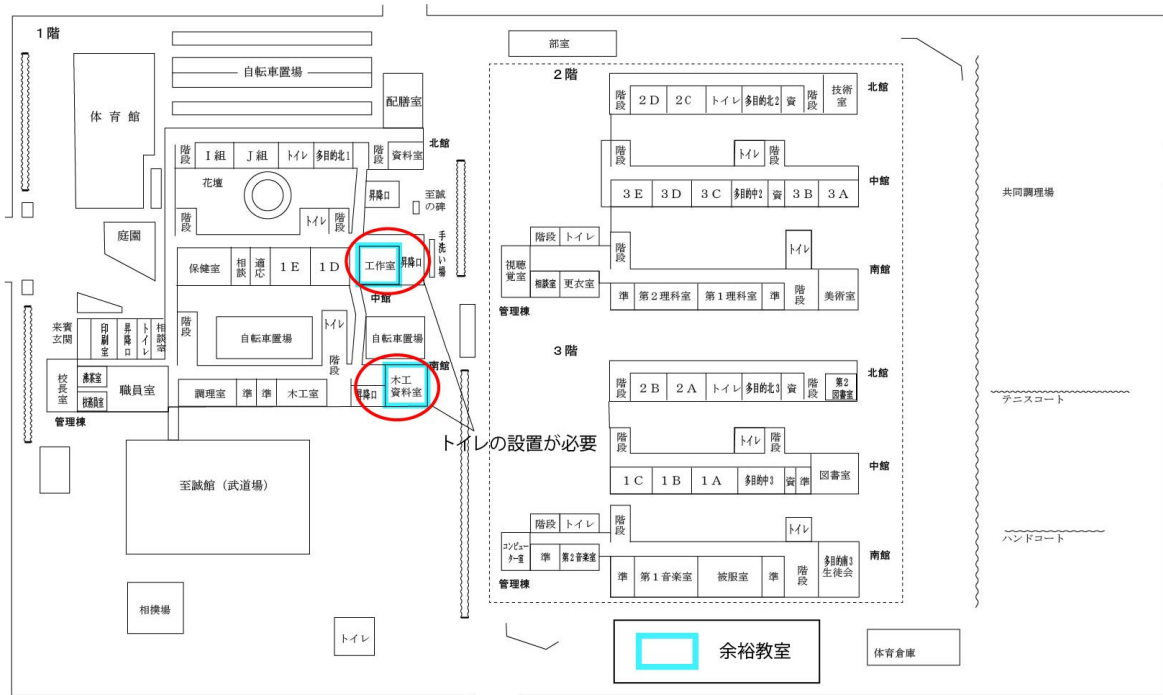 1階
自転車置場
体育館
配膳室
北館
階段 I組 J組 トイレ 多目的北1 階段 資料室
花壇
昇降口
至誠の碑
階段 トイレ 階段
庭園
手洗い場
保健室 相談 適応 1E 1D 工作室 昇降口
中館
来賓玄関 印刷室 昇降口 トイレ 相談室 階段
自転車置場
トイレ
階段
自転車置場
南館
校長室 職員室
調理室 準 準 木工室 昇降口 木工資料室
管理棟
トイレの設置が必要
至誠館(武道場)
相撲場
トイレ
部室
2階
階段 2D 2C トイレ 多目的北2 資 階段 技術室
北館
トイレ 階段
階段
3E 3D 3C 多目的中2 資 3B 3A
中館
階段 トイレ
視聴覚室 相談室 更衣室
管理棟
階段
トイレ
南館
準 第2理科室 第1理科室 準 階段 美術室
3階
階段 2B 2A トイレ 多目的北3 資 階段 第2図書室
北館
階段
トイレ 階段
1C 1B 1A 多目的中3 資 準 図書室
中館
階段 トイレ
コンピューター室 準 第2音楽室
管理棟
階段
トイレ
準 第1音楽室 被服室 準 階段 多目的南3生徒会
南館
余裕教室
体育倉庫
共同調理場
テニスコート
ハンドコート